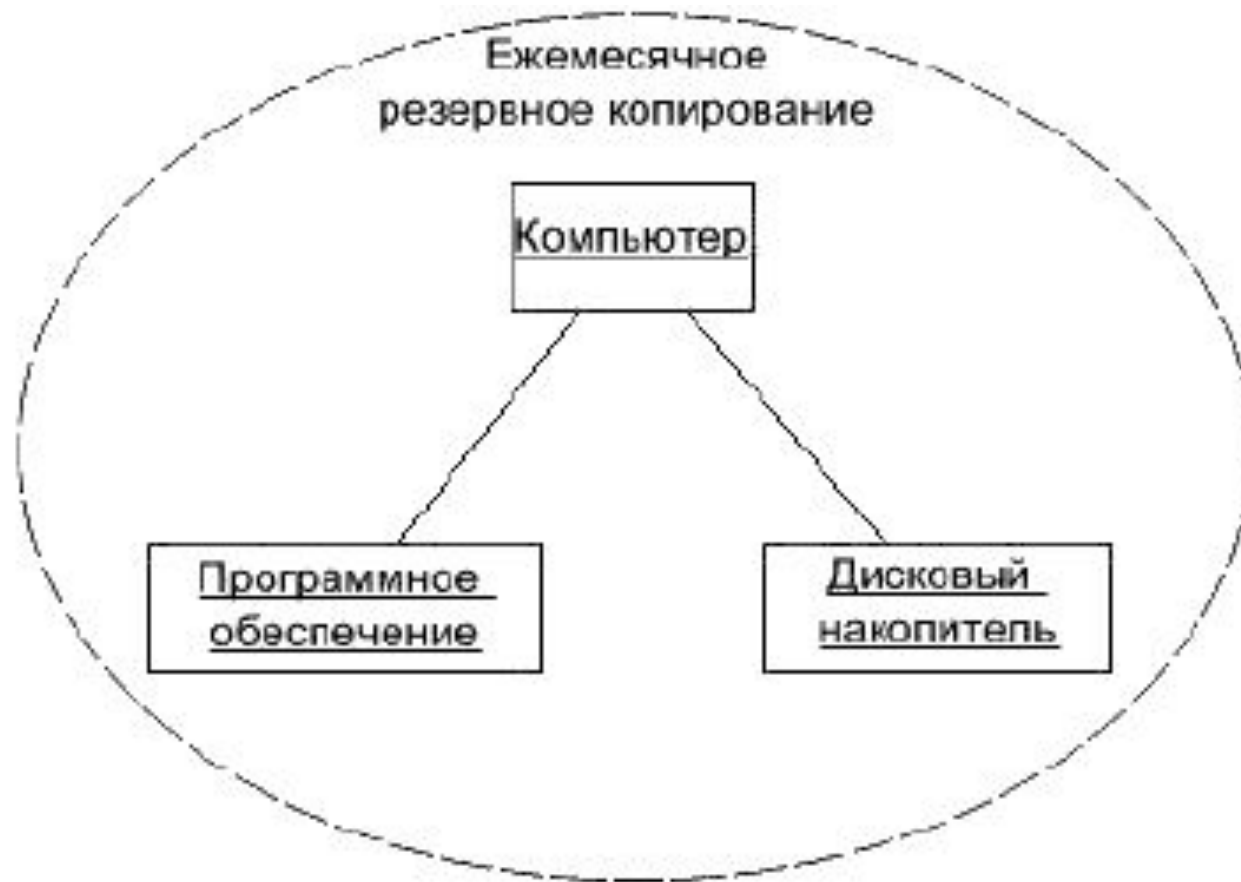 Ежемесячное
резервное копирование
Компьютер
Программное
обеспечение
Дисковый
накопитель